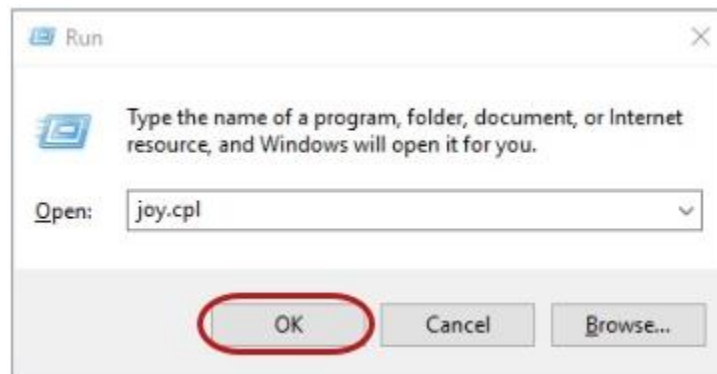 Run
Type the name of a program, folder, document, or Internet
resource, and Windows will open it for you.
Open: joy.cpl
OK Cancel Browse...